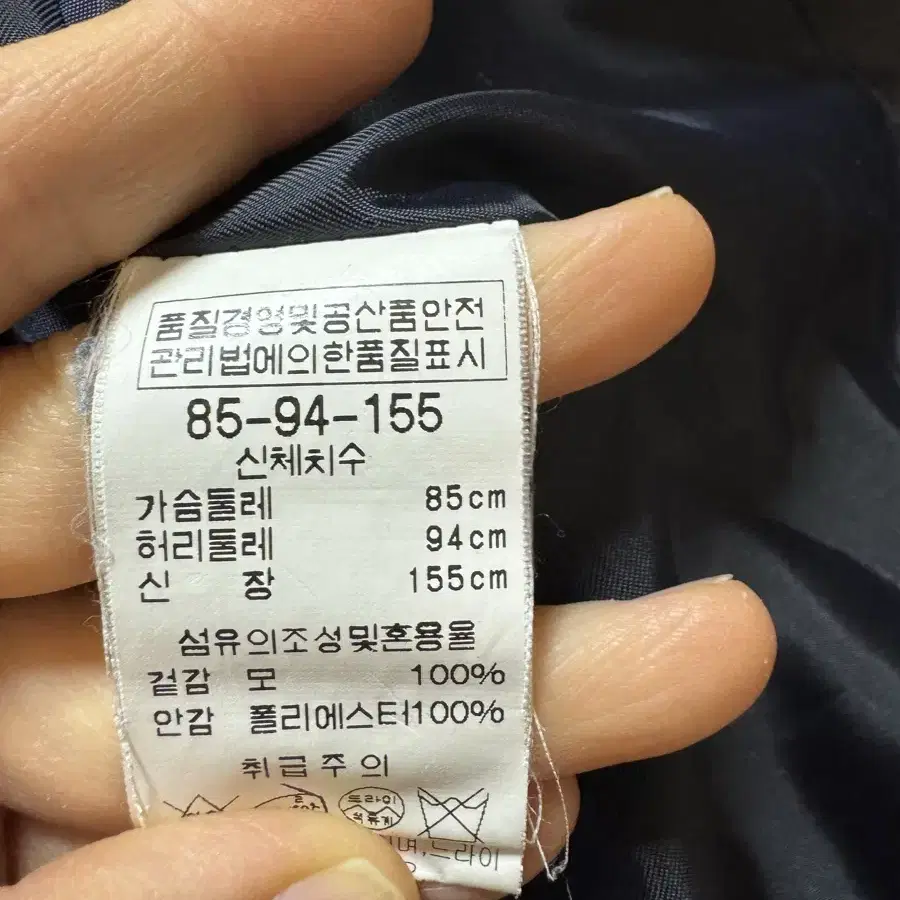 품질경영및공산품안전
관리법에의한품질표시
85-94-155
신체치수
가슴둘레 85cm
허리둘레 94cm
신 장 155cm
섬유의조성및혼용율
겉감 모 100%
안감 폴리에스터100%
취급주의
드라이
석유계